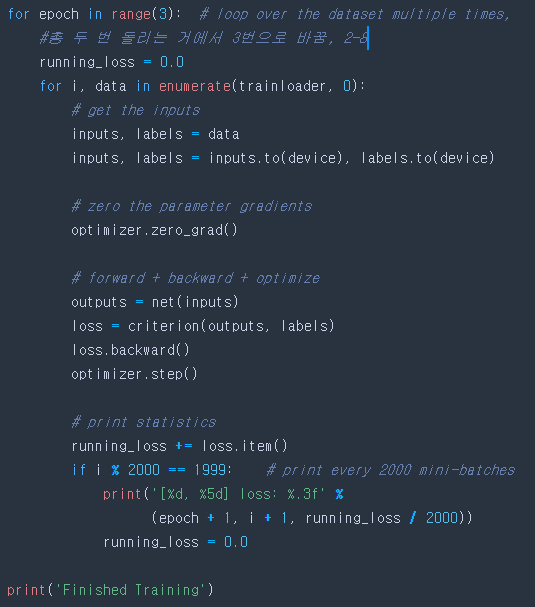 for epoch in range(3):  # loop over the dataset multiple times,
    #총 두 번 돌리는 거에서 3번으로 바꿈, 2-8
    running_loss = 0.0
    for i, data in enumerate(trainloader, 0):
        # get the inputs
        inputs, labels = data
        inputs, labels = inputs.to(device), labels.to(device)

        # zero the parameter gradients
        optimizer.zero_grad()

        # forward + backward + optimize
        outputs = net(inputs)
        loss = criterion(outputs, labels)
        loss.backward()
        optimizer.step()

        # print statistics
        running_loss += loss.item()
        if i % 2000 == 1999:    # print every 2000 mini-batches
            print('[%d, %5d] loss: %.3f' %
                  (epoch + 1, i + 1, running_loss / 2000))
            running_loss = 0.0

print('Finished Training')